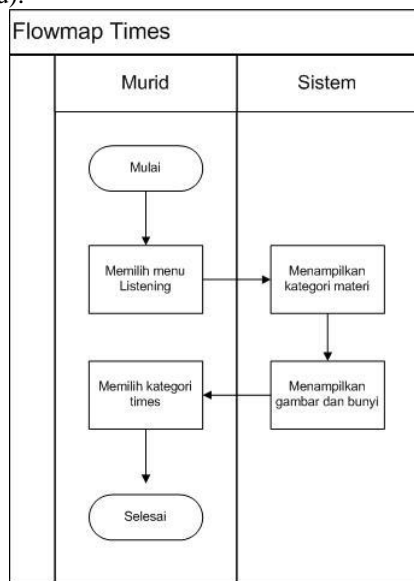 a).
Flowmap Times
Murid
Sistem
Mulai
Memilih menu
Listening
Menampilkan
kategori materi
Menampilkan
gambar dan bunyi
Memilih kategori
times
Selesai